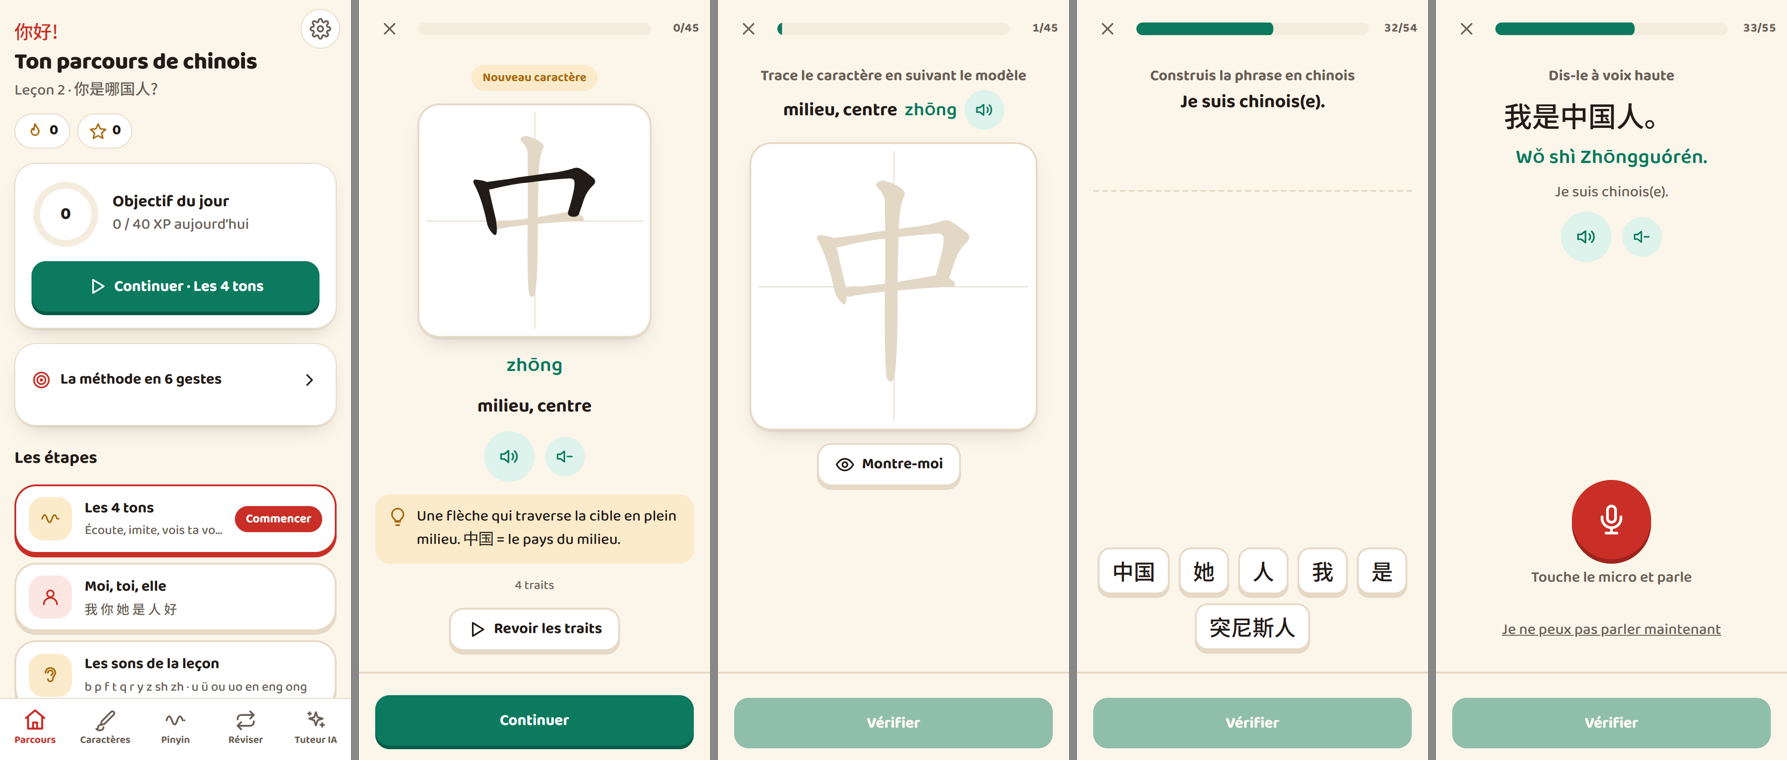 你好!
Ton parcours de chinois
Leçon 2 · 你是哪国人?
0
0
0
Objectif du jour
0 / 40 XP aujourd'hui
Continuer · Les 4 tons
La méthode en 6 gestes
Les étapes
Les 4 tons
Écoute, imite, vois ta vo...
Commencer
Moi, toi, elle
我 你 她 是 人 好
Les sons de la leçon
b p f t q r y z sh zh · u ü ou uo en eng ong
Parcours
Caractères
Pinyin
Réviser
Tuteur IA
0/45
Nouveau caractère
中
zhōng
milieu, centre
Une flèche qui traverse la cible en plein
milieu. 中国 = le pays du milieu.
4 traits
Revoir les traits
Continuer
1/45
Trace le caractère en suivant le modèle
milieu, centre zhōng
中
Montre-moi
Vérifier
32/54
Construis la phrase en chinois
Je suis chinois(e).
中国 她 人 我 是
突尼斯人
Vérifier
33/55
Dis-le à voix haute
我是中国人。
Wǒ shì Zhōngguórén.
Je suis chinois(e).
Touche le micro et parle
Je ne peux pas parler maintenant
Vérifier